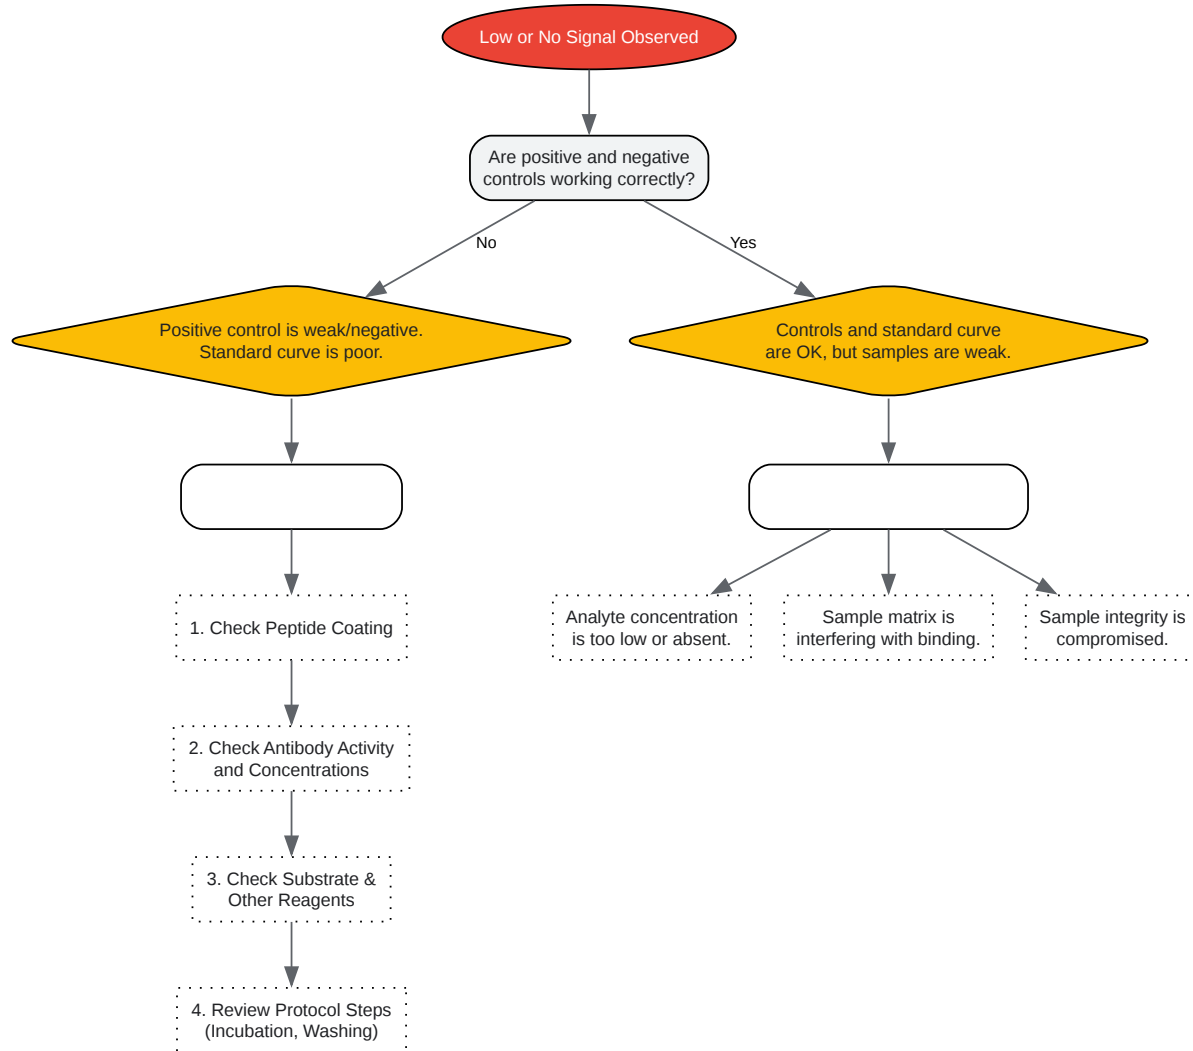 Low or No Signal Observed
Are positive and negative
controls working correctly?
No
Yes
Positive control is weak/negative.
Standard curve is poor.
Controls and standard curve
are OK, but samples are weak.
Analyte concentration
is too low or absent.
Sample matrix is
interfering with binding.
Sample integrity is
compromised.
1. Check Peptide Coating
2. Check Antibody Activity
and Concentrations
3. Check Substrate &
Other Reagents
4. Review Protocol Steps
(Incubation, Washing)